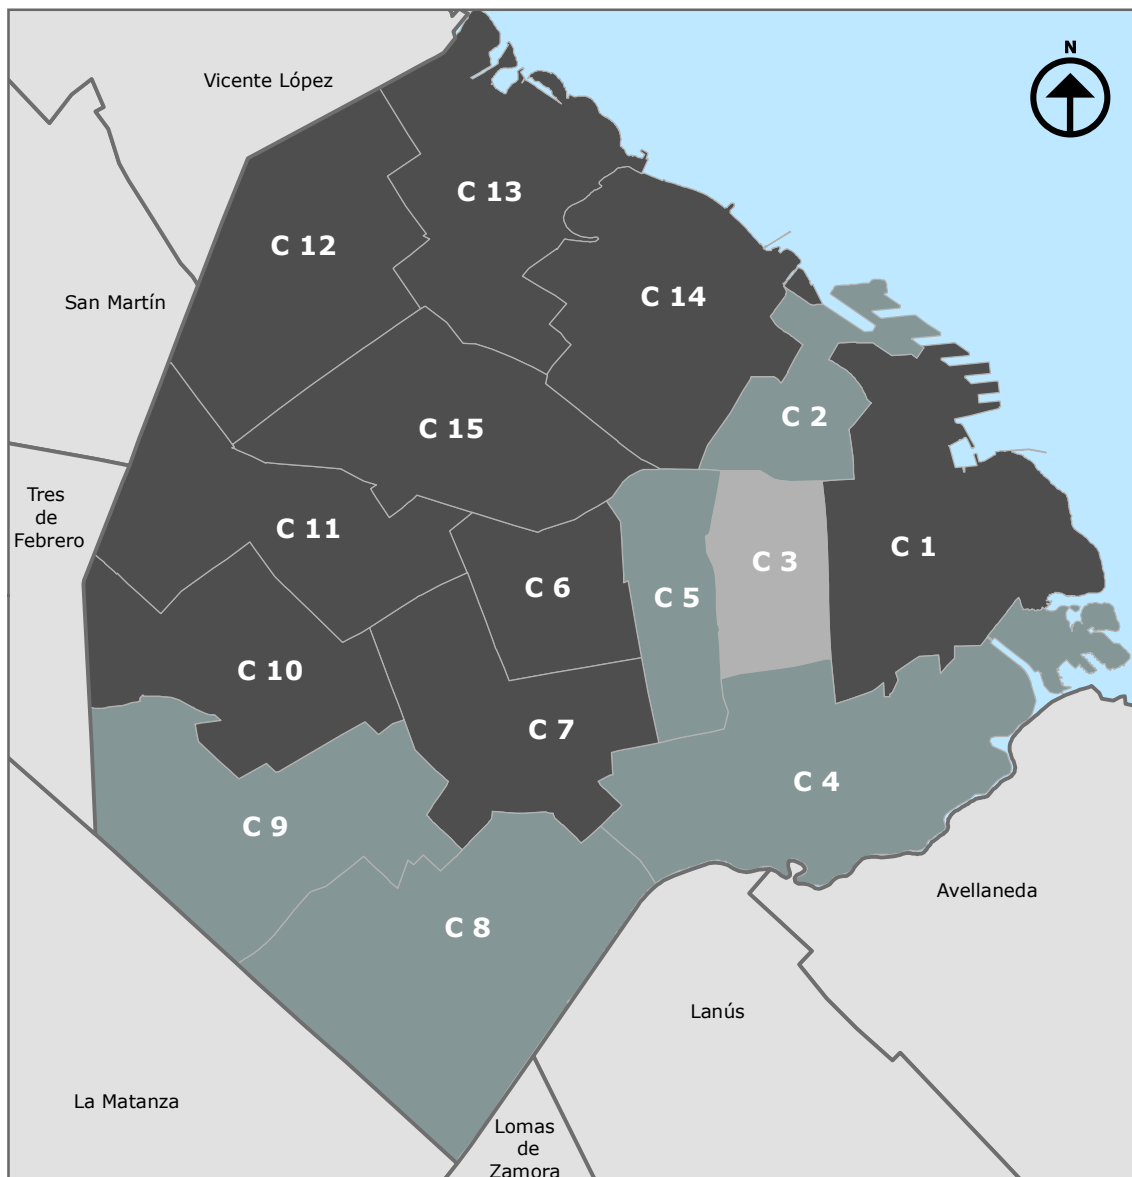 N
Vicente López
C 13
C 12
C 14
San Martín
C 2
C 15
Tres
de
Febrero
C 11
C 1
C 3
C 6
C 5
C 10
C 7
C 4
C 9
Avellaneda
C 8
Lanús
La Matanza
Lomas
de
Zamora